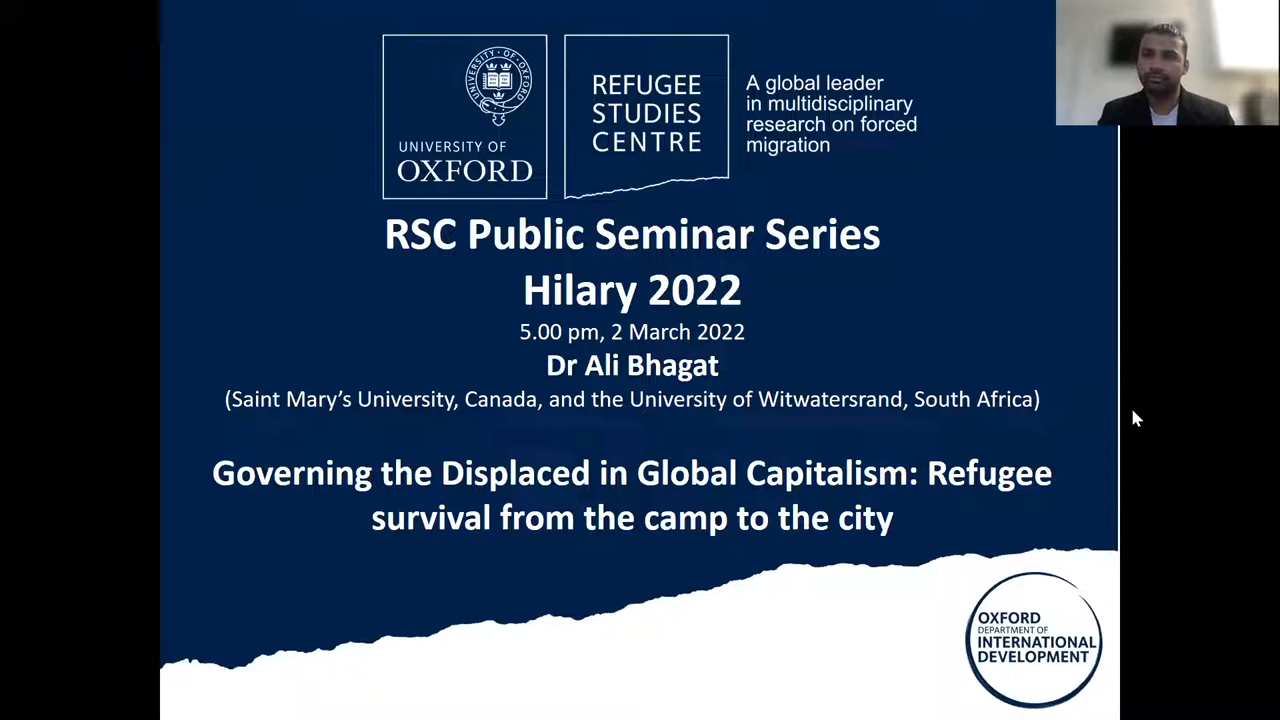 UNIVERSITY · OF · OXFORD
UNIVERSITY OF
OXFORD
REFUGEE
STUDIES
CENTRE
A global leader
in multidisciplinary
research on forced
migration
RSC Public Seminar Series
Hilary 2022
5.00 pm, 2 March 2022
Dr Ali Bhagat
(Saint Mary’s University, Canada, and the University of Witwatersrand, South Africa)
Governing the Displaced in Global Capitalism: Refugee
survival from the camp to the city
OXFORD
DEPARTMENT OF
INTERNATIONAL
DEVELOPMENT